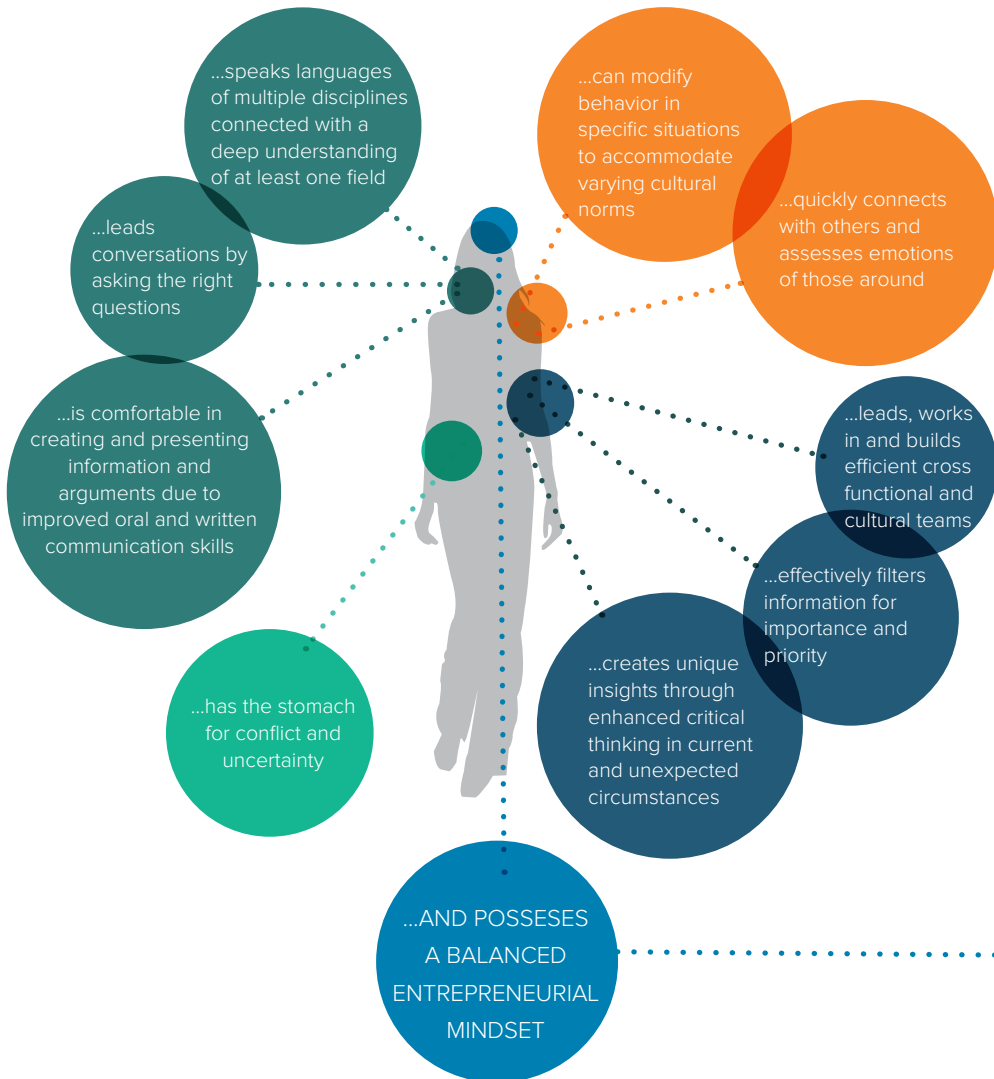 ...speaks languages
of multiple disciplines
connected with a
deep understanding
of at least one field
...leads
conversations by
asking the right
questions
...is comfortable in
creating and presenting
information and
arguments due to
improved oral and written
communication skills
...has the stomach
for conflict and
uncertainty
...can modify
behavior in
specific situations
to accommodate
varying cultural
norms
...quickly connects
with others and
assesses emotions
of those around
...leads, works
in and builds
efficient cross
functional and
cultural teams
...effectively filters
information for
importance and
priority
...creates unique
insights through
enhanced critical
thinking in current
and unexpected
circumstances
...AND POSSESES
A BALANCED
ENTREPRENEURIAL
MINDSET